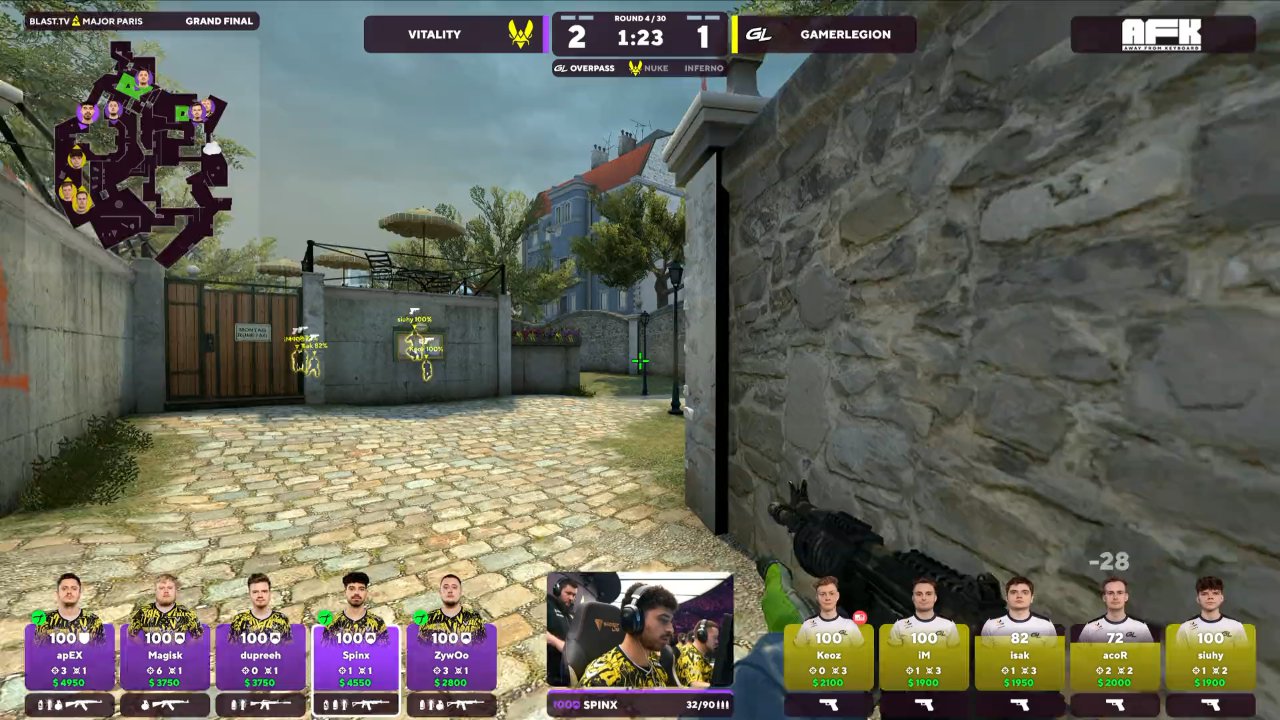 BLAST.TV MAJOR PARIS GRAND FINAL
VITALITY 2 ROUND 4 / 30 1:23 1 GL GAMERLEGION
AFK
AWAY FROM KEYBOARD
GL OVERPASS NUKE INFERNO
A
siuhy 100%
-28
100 100 100 100 100 100 100 82 72 100
apEX Magisk dupreeh Spinx ZywOo Keoz iM isak acoR siuhy
3 1 6 1 0 1 1 1 3 1 0 3 1 3 1 3 2 2 1 2
$4950 $3750 $3750 $4550 $2800 $2100 $1900 $1950 $2000 $1900
100 SPINX 32/90